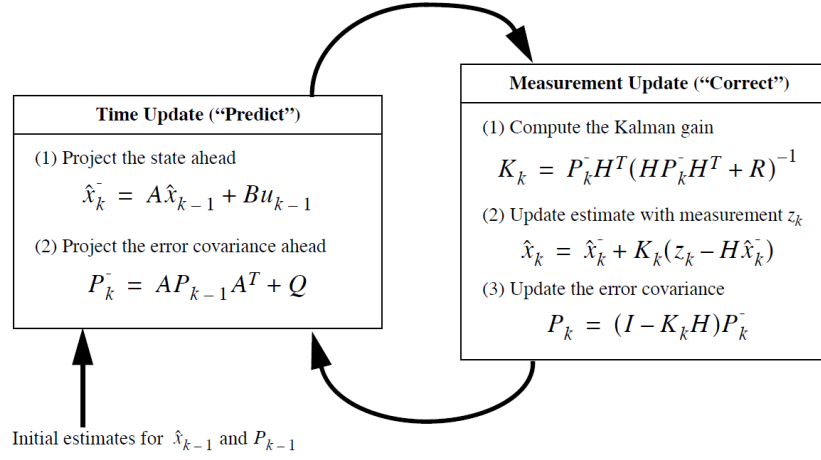 Time Update (“Predict”)
(1) Project the state ahead
x̂ₖ⁻ = Ax̂ₖ₋₁ + Buₖ₋₁
(2) Project the error covariance ahead
Pₖ⁻ = APₖ₋₁Aᵀ + Q
Measurement Update (“Correct”)
(1) Compute the Kalman gain
Kₖ = Pₖ⁻Hᵀ(HPₖ⁻Hᵀ + R)⁻¹
(2) Update estimate with measurement zₖ
x̂ₖ = x̂ₖ⁻ + Kₖ(zₖ – Hx̂ₖ⁻)
(3) Update the error covariance
Pₖ = (I – KₖH)Pₖ⁻
Initial estimates for x̂ₖ₋₁ and Pₖ₋₁